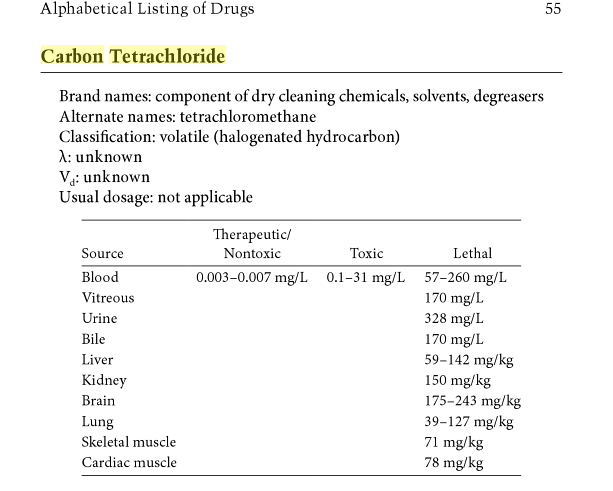 Alphabetical Listing of Drugs 55
Carbon Tetrachloride
Brand names: component of dry cleaning chemicals, solvents, degreasers
Alternate names: tetrachloromethane
Classification: volatile (halogenated hydrocarbon)
λ: unknown
Vd: unknown
Usual dosage: not applicable
Therapeutic/
Source Nontoxic Toxic Lethal
Blood 0.003–0.007 mg/L 0.1–31 mg/L 57–260 mg/L
Vitreous 170 mg/L
Urine 328 mg/L
Bile 170 mg/L
Liver 59–142 mg/kg
Kidney 150 mg/kg
Brain 175–243 mg/kg
Lung 39–127 mg/kg
Skeletal muscle 71 mg/kg
Cardiac muscle 78 mg/kg